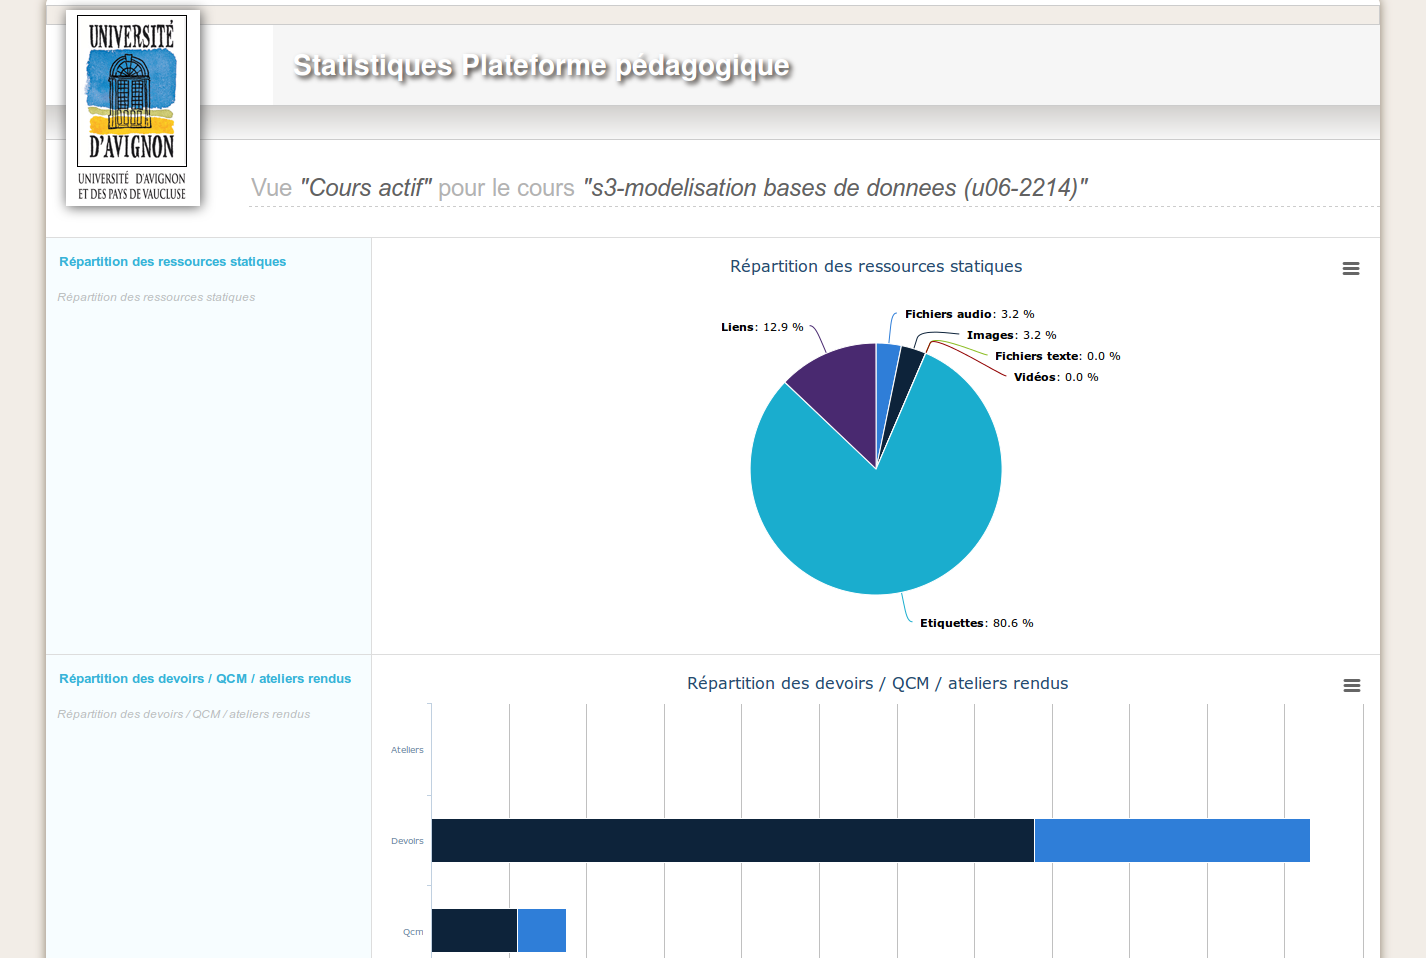 UNIVERSITÉ
D'AVIGNON
UNIVERSITÉ D'AVIGNON
ET DES PAYS DE VAUCLUSE
Statistiques Plateforme pédagogique
Vue "Cours actif" pour le cours "s3-modelisation bases de donnees (u06-2214)"
Répartition des ressources statiques
Répartition des ressources statiques
Répartition des ressources statiques
Fichiers audio: 3.2 %
Liens: 12.9 %
Images: 3.2 %
Fichiers texte: 0.0 %
Vidéos: 0.0 %
Etiquettes: 80.6 %
Répartition des devoirs / QCM / ateliers rendus
Répartition des devoirs / QCM / ateliers rendus
Répartition des devoirs / QCM / ateliers rendus
Ateliers
Devoirs
Qcm